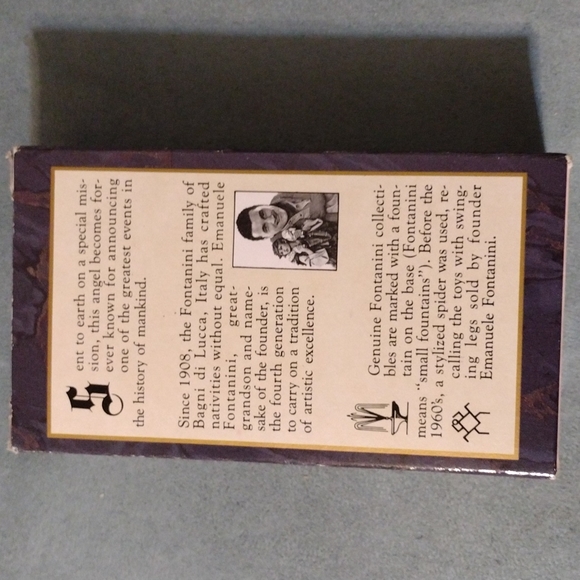 Sent to earth on a special mis-
sion, this angel becomes for-
ever known for announcing
one of the greatest events in
the history of mankind.
Since 1908, the Fontanini family of
Bagni di Lucca, Italy has crafted
nativities without equal. Emanuele
Fontanini, great-
grandson and name-
sake of the founder, is
the fourth generation
to carry on a tradition
of artistic excellence.
Genuine Fontanini collecti-
bles are marked with a foun-
tain on the base (Fontanini
means "small fountains"). Before the
1960's, a stylized spider was used, re-
calling the toys with swing-
ing legs sold by founder
Emanuele Fontanini.